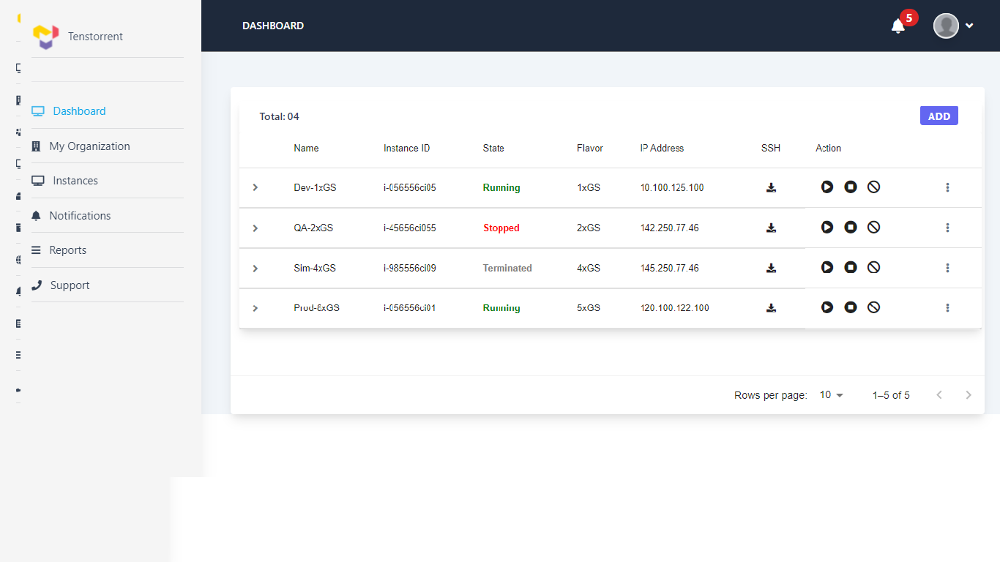 Tenstorrent
Dashboard
My Organization
Instances
Notifications
Reports
Support
DASHBOARD
5
Total: 04
ADD
Name Instance ID State Flavor IP Address SSH Action
Dev-1xGS i-056556ci05 Running 1xGS 10.100.125.100
QA-2xGS i-45656ci055 Stopped 2xGS 142.250.77.46
Sim-4xGS i-985556ci09 Terminated 4xGS 145.250.77.46
Prod-8xGS i-056556ci01 Running 5xGS 120.100.122.100
Rows per page: 10 1–5 of 5